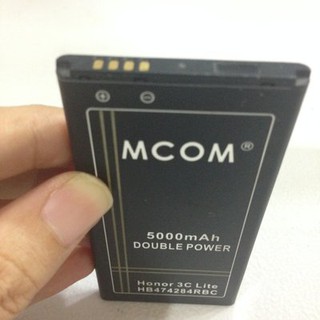 ⊕ ⊖
MCOM®
5000mAh
DOUBLE POWER
Honor 3C Lite
HB474284RBC